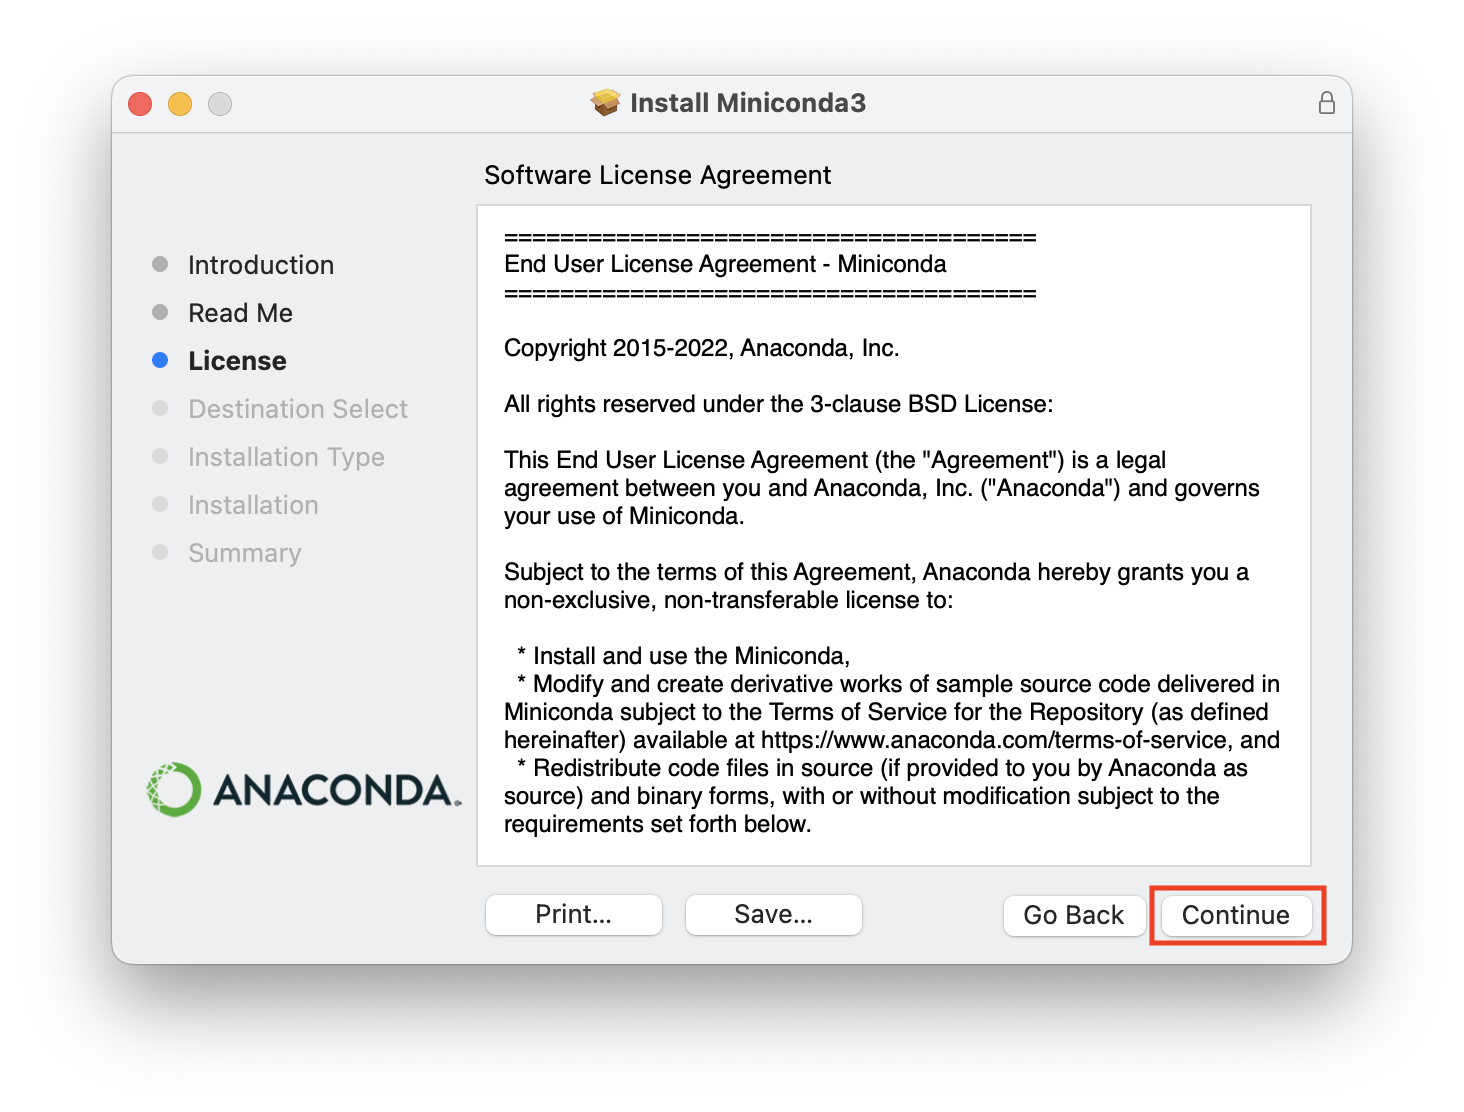 Install Miniconda3
Software License Agreement
Introduction
Read Me
License
Destination Select
Installation Type
Installation
Summary
ANACONDA.
======================================
End User License Agreement - Miniconda
======================================
Copyright 2015-2022, Anaconda, Inc.
All rights reserved under the 3-clause BSD License:
This End User License Agreement (the "Agreement") is a legal
agreement between you and Anaconda, Inc. ("Anaconda") and governs
your use of Miniconda.
Subject to the terms of this Agreement, Anaconda hereby grants you a
non-exclusive, non-transferable license to:
* Install and use the Miniconda,
* Modify and create derivative works of sample source code delivered in
Miniconda subject to the Terms of Service for the Repository (as defined
hereinafter) available at https://www.anaconda.com/terms-of-service, and
* Redistribute code files in source (if provided to you by Anaconda as
source) and binary forms, with or without modification subject to the
requirements set forth below.
Print...
Save...
Go Back
Continue